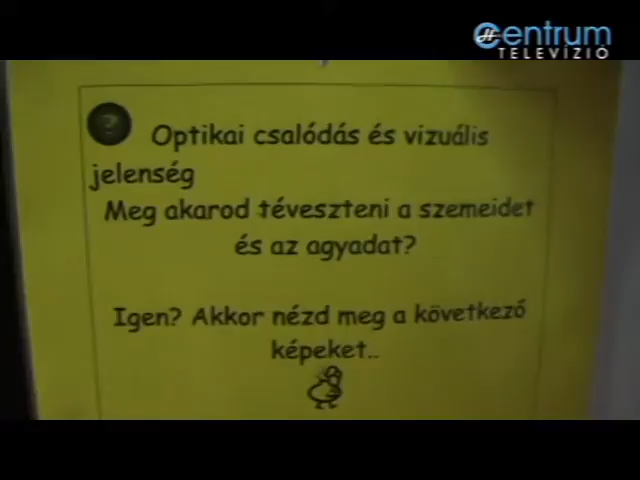 Centrum
TELEVÍZIÓ
?
Optikai csalódás és vizuális
jelenség
Meg akarod téveszteni a szemeidet
és az agyadat?
Igen? Akkor nézd meg a következő
képeket..